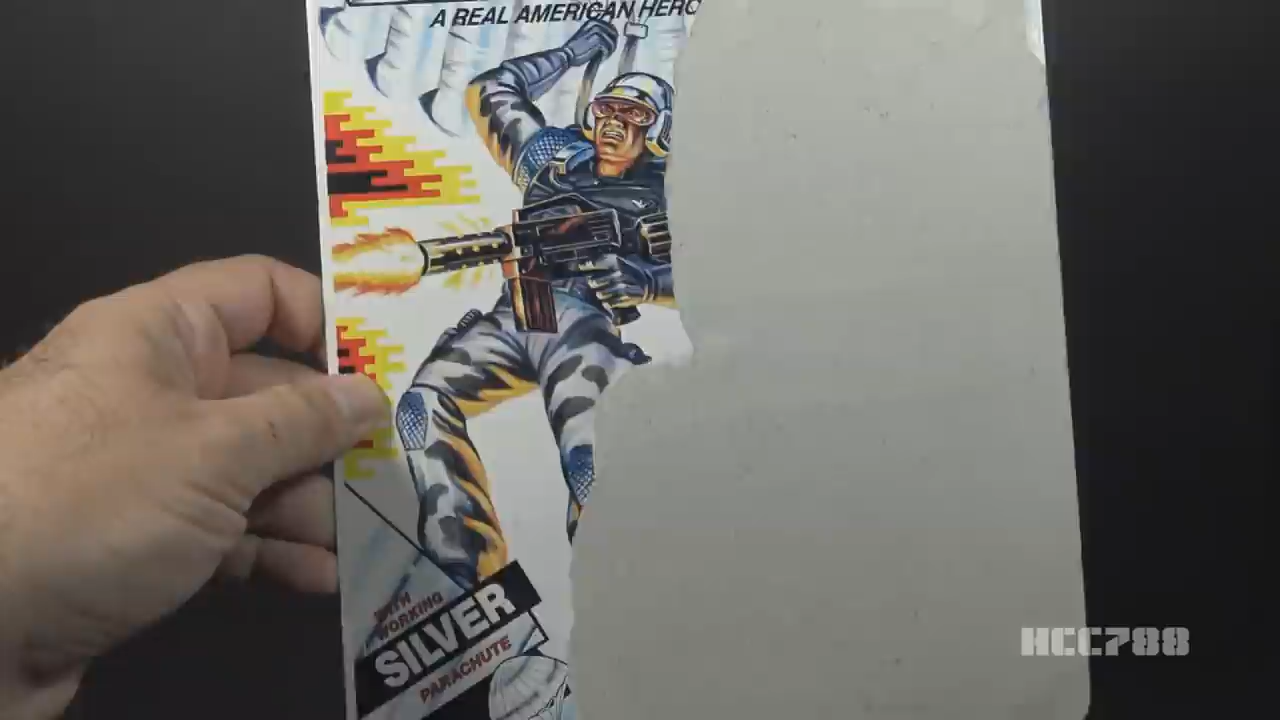 A REAL AMERICAN HERO
WITH
WORKING
SILVER
PARACHUTE
HCC788